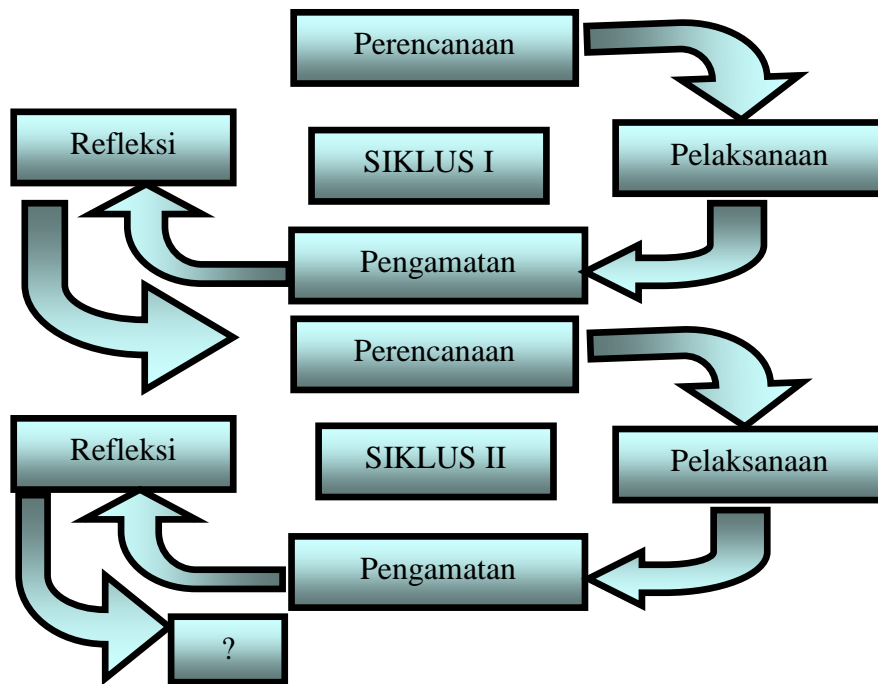 Perencanaan
Refleksi
SIKLUS I
Pelaksanaan
Pengamatan
Perencanaan
Refleksi
SIKLUS II
Pelaksanaan
Pengamatan
?